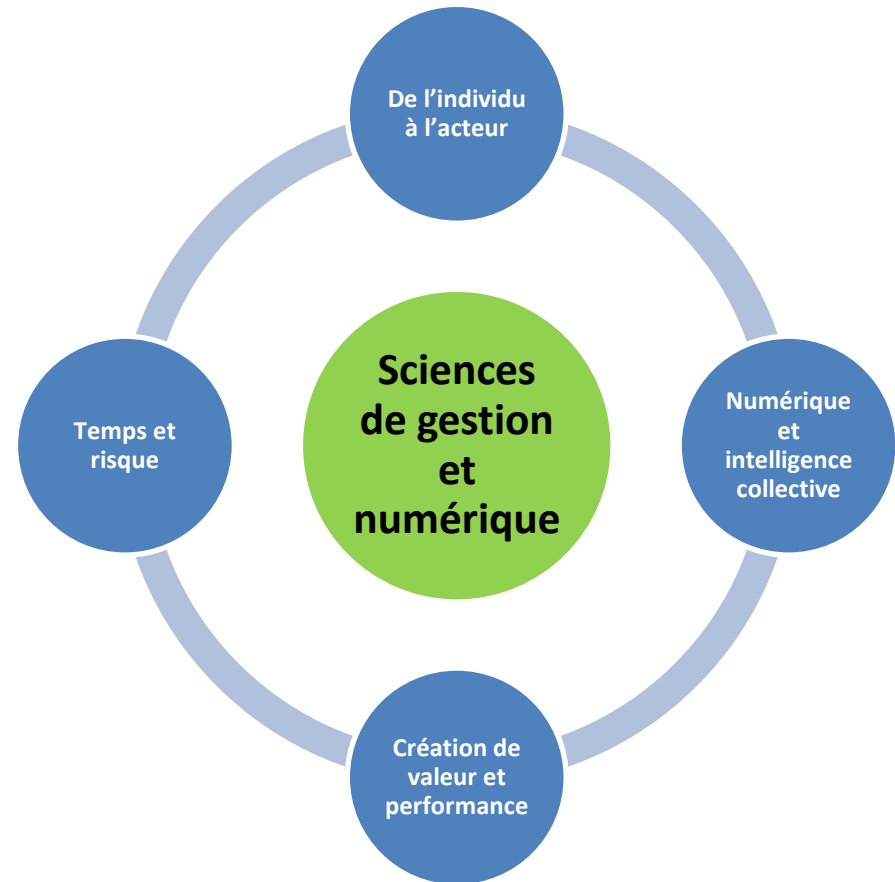 De l’individu
à l’acteur
Sciences
de gestion
et
numérique
Temps et
risque
Numérique
et
intelligence
collective
Création de
valeur et
performance